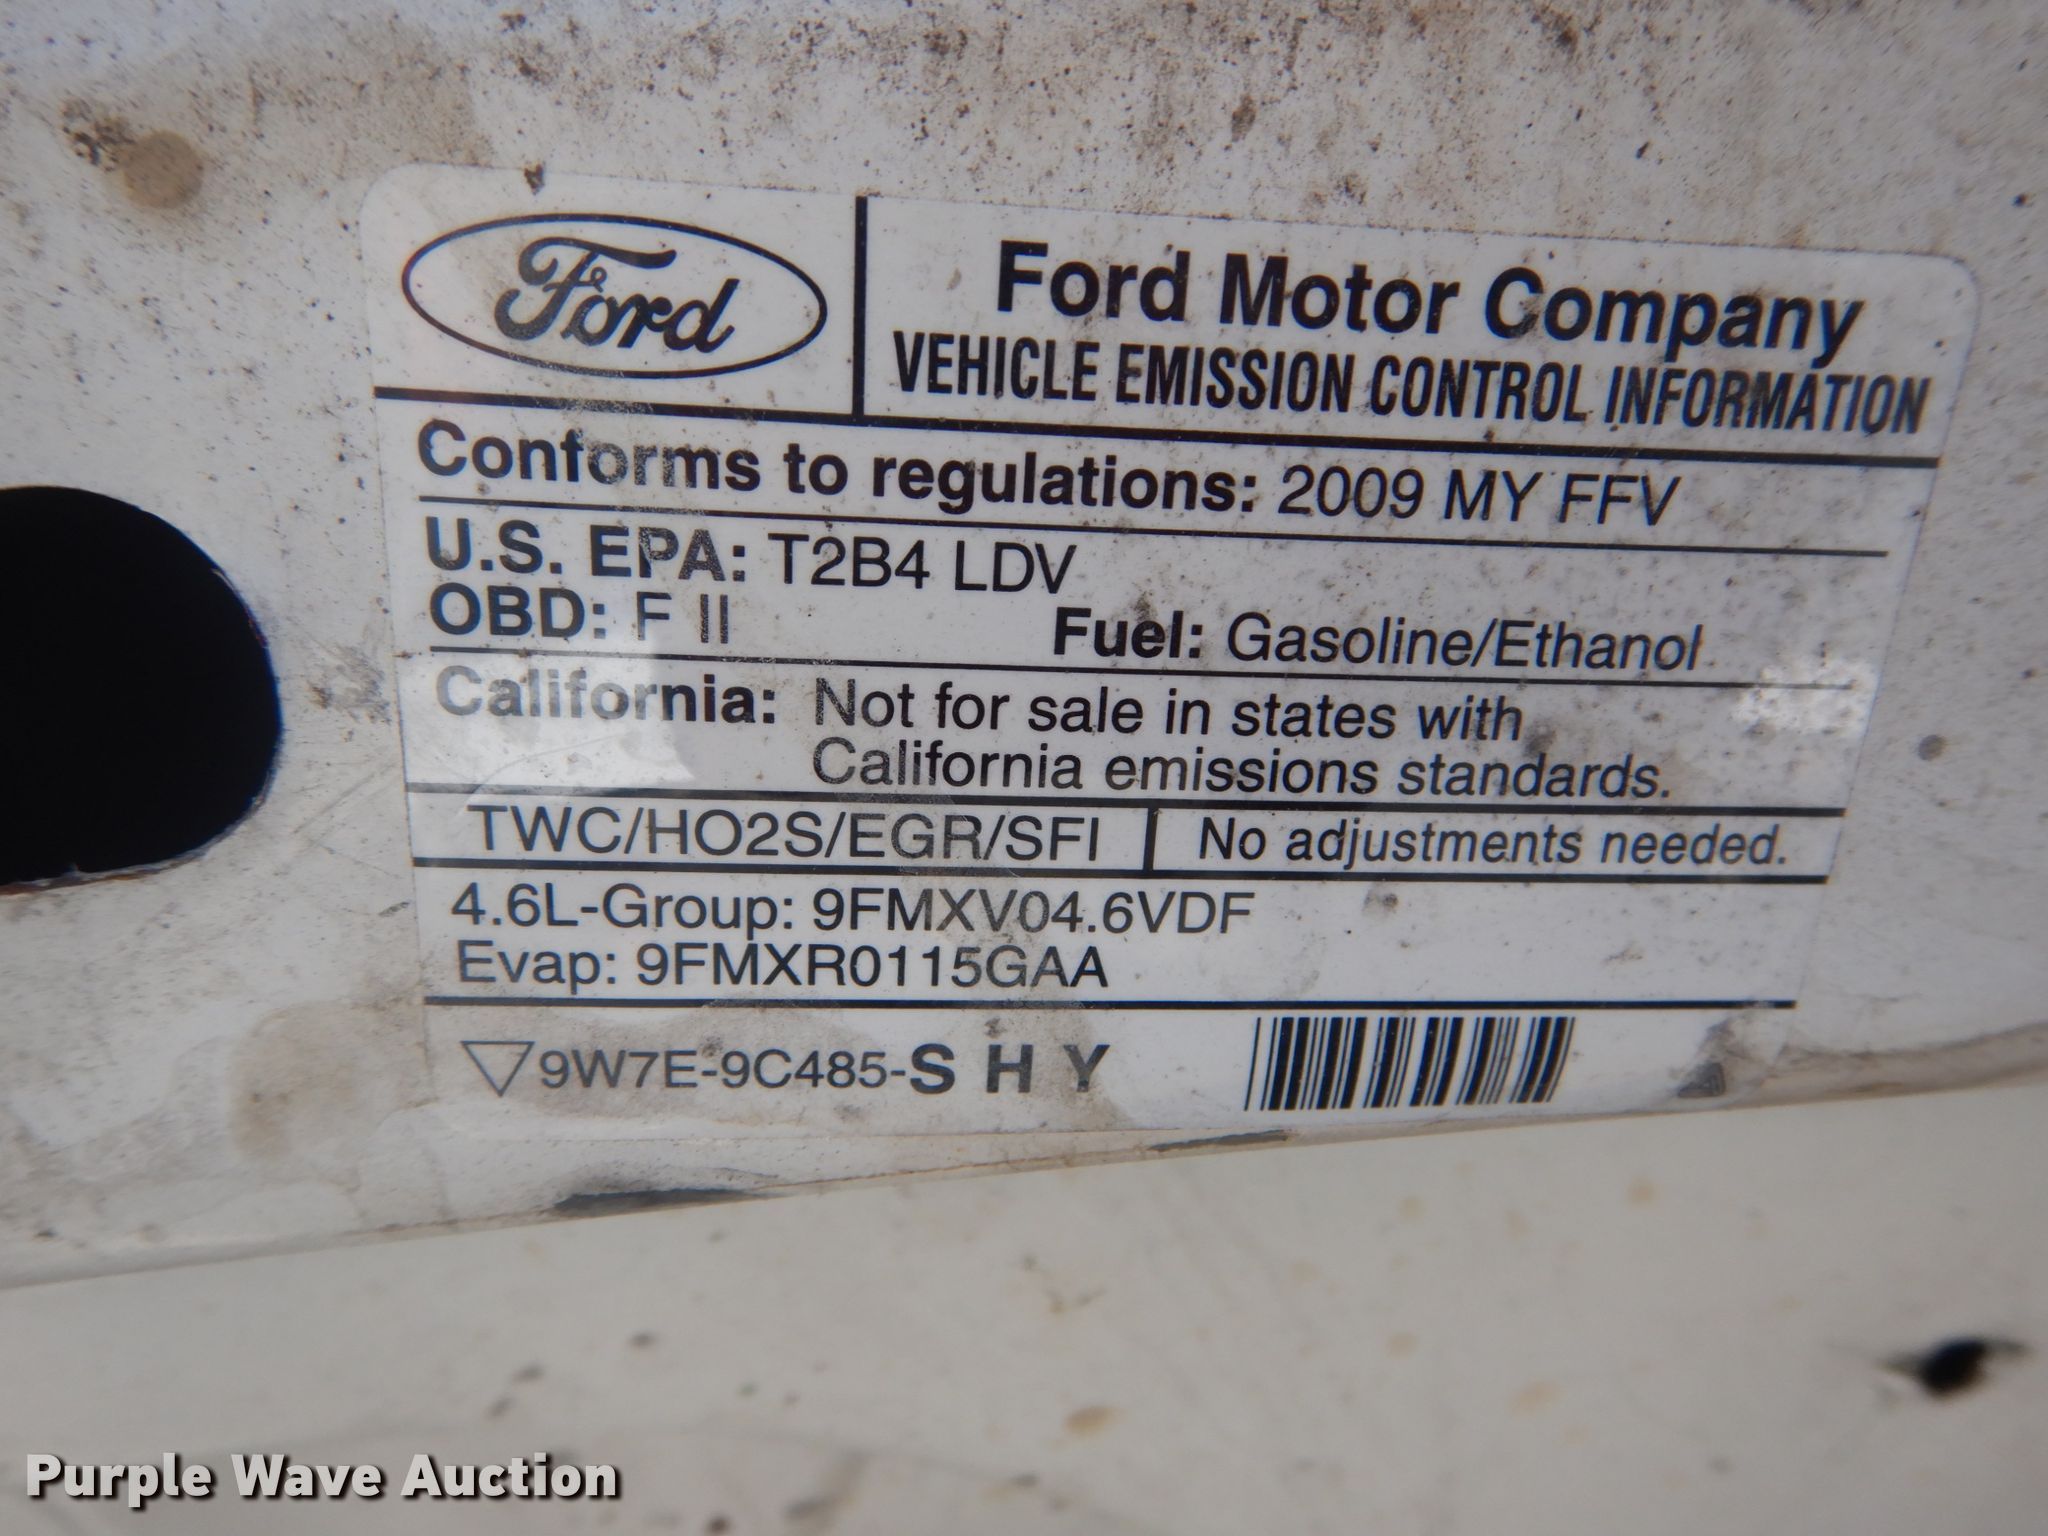 Ford
Ford Motor Company
VEHICLE EMISSION CONTROL INFORMATION
Conforms to regulations: 2009 MY FFV
U.S. EPA: T2B4 LDV
OBD: F II Fuel: Gasoline/Ethanol
California: Not for sale in states with
California emissions standards.
TWC/HO2S/EGR/SFI No adjustments needed.
4.6L-Group: 9FMXV04.6VDF
Evap: 9FMXR0115GAA
9W7E-9C485-S H Y
Purple Wave Auction